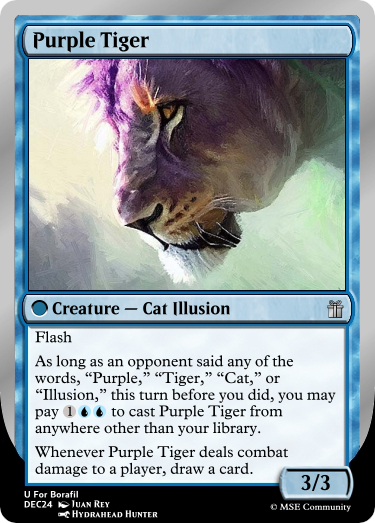 Purple Tiger
Creature — Cat Illusion
Flash
As long as an opponent said any of the
words, “Purple,” “Tiger,” “Cat,” or
“Illusion,” this turn before you did, you may
pay 1UU to cast Purple Tiger from
anywhere other than your library.
Whenever Purple Tiger deals combat
damage to a player, draw a card.
3/3
U For Borafil
DEC24 Juan Rey
Hydrahead Hunter
© MSE Community